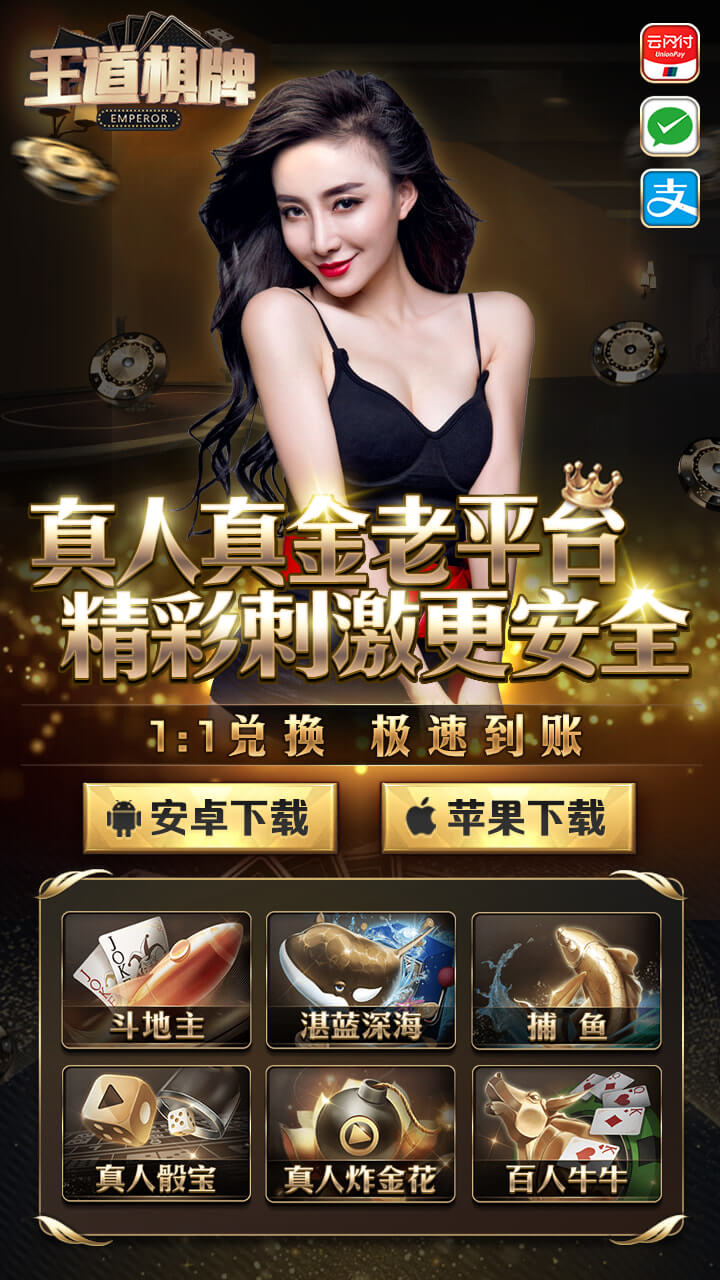 王道棋牌
EMPEROR
云闪付
UnionPay
支
真人真金老平台
精彩刺激更安全
1:1兑换 极速到账
安卓下载
苹果下载
斗地主
湛蓝深海
捕鱼
真人骰宝
真人炸金花
百人牛牛